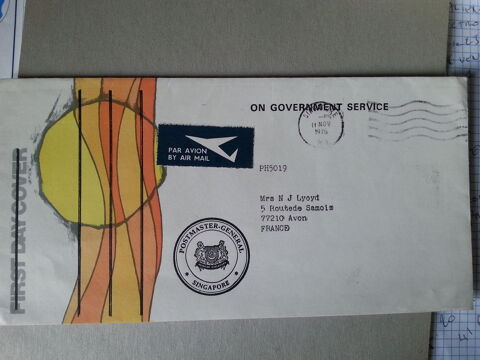 FIRST DAY COVER
ON GOVERNMENT SERVICE
11 NOV
PAR AVION
BY AIR MAIL
PH5019
Mrs N J Lyoyd
5 Routede Samois
77210 Avon
FRANCE
POSTMASTER-GENERAL
SINGAPORE